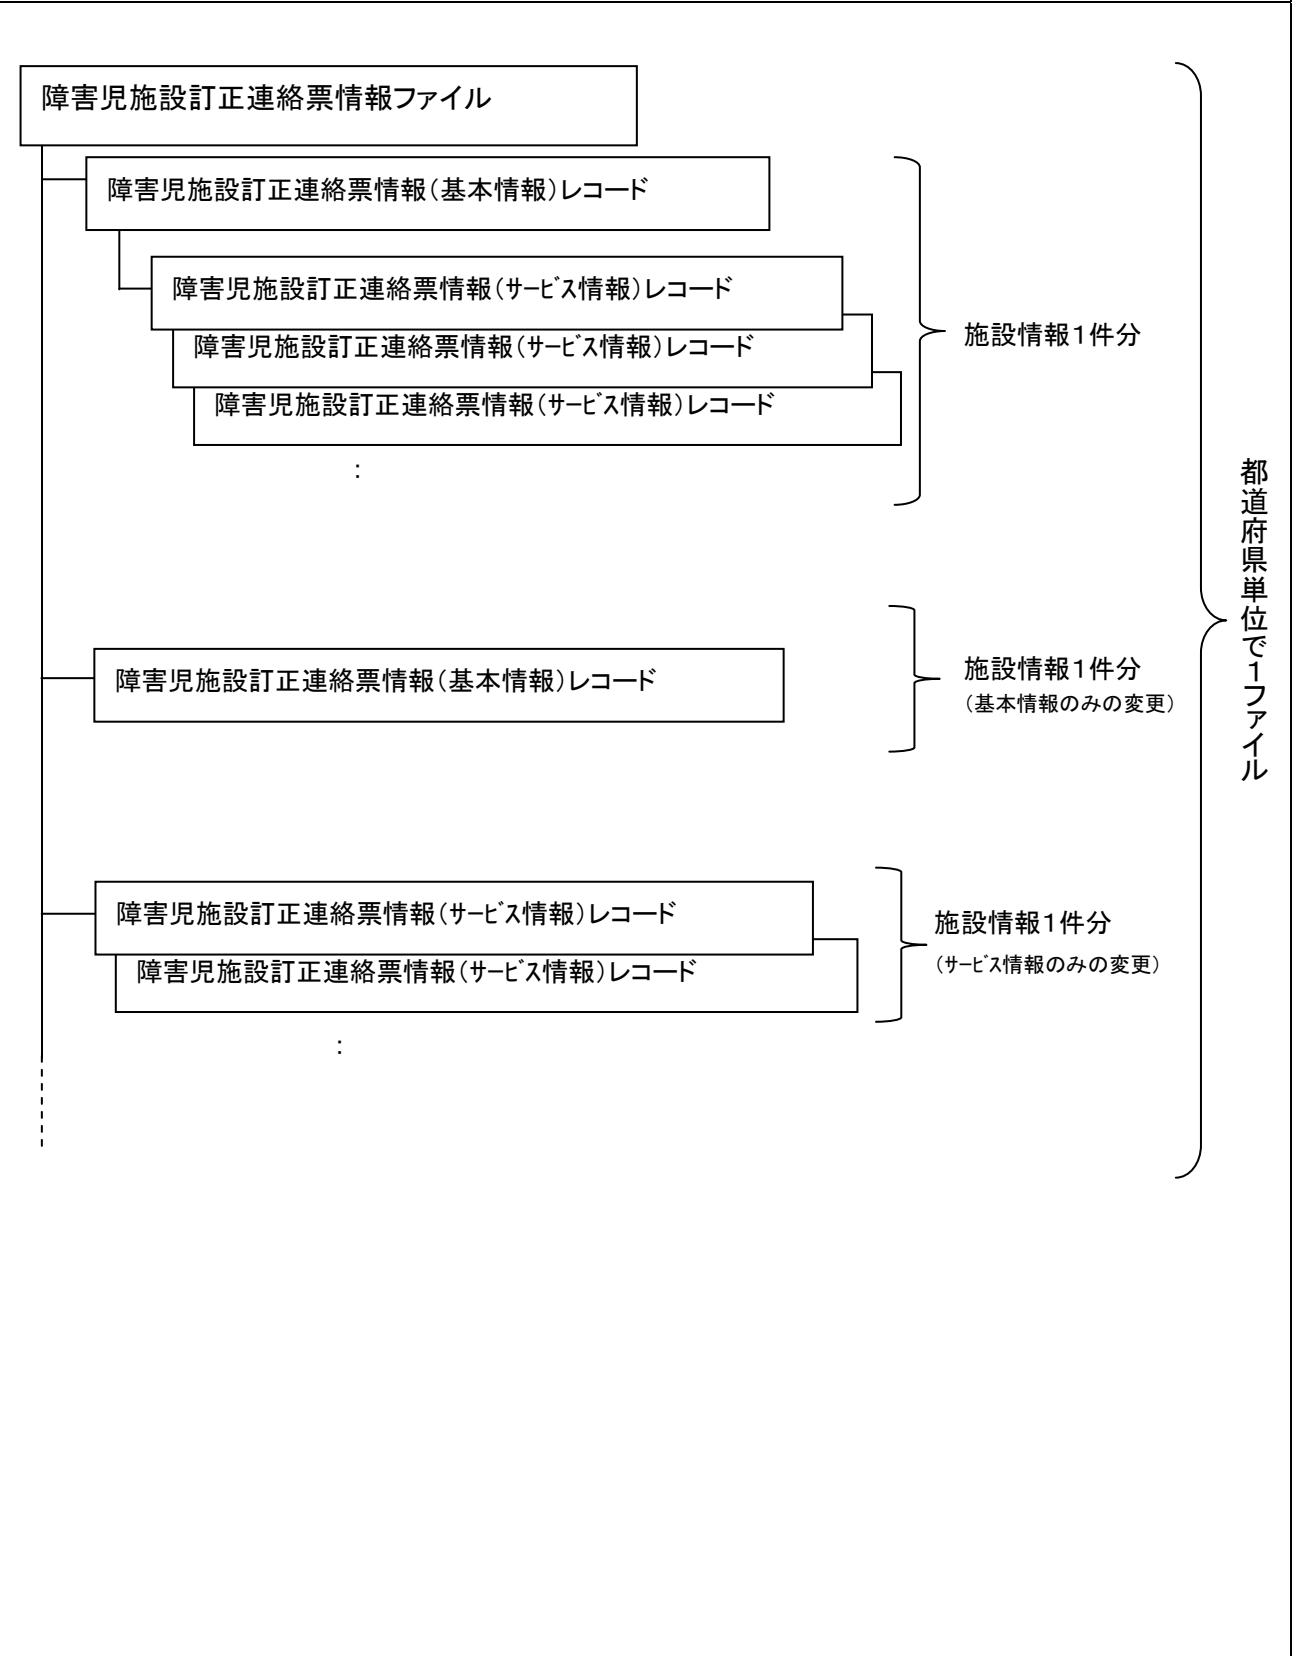 障害児施設訂正連絡票情報ファイル
障害児施設訂正連絡票情報（基本情報）レコード
障害児施設訂正連絡票情報（ｻｰﾋﾞｽ情報）レコード
障害児施設訂正連絡票情報（ｻｰﾋﾞｽ情報）レコード
障害児施設訂正連絡票情報（ｻｰﾋﾞｽ情報）レコード
：
施設情報１件分
障害児施設訂正連絡票情報（基本情報）レコード
施設情報１件分
（基本情報のみの変更）
障害児施設訂正連絡票情報（ｻｰﾋﾞｽ情報）レコード
障害児施設訂正連絡票情報（ｻｰﾋﾞｽ情報）レコード
：
施設情報１件分
（ｻｰﾋﾞｽ情報のみの変更）
都道府県単位で１ファイル